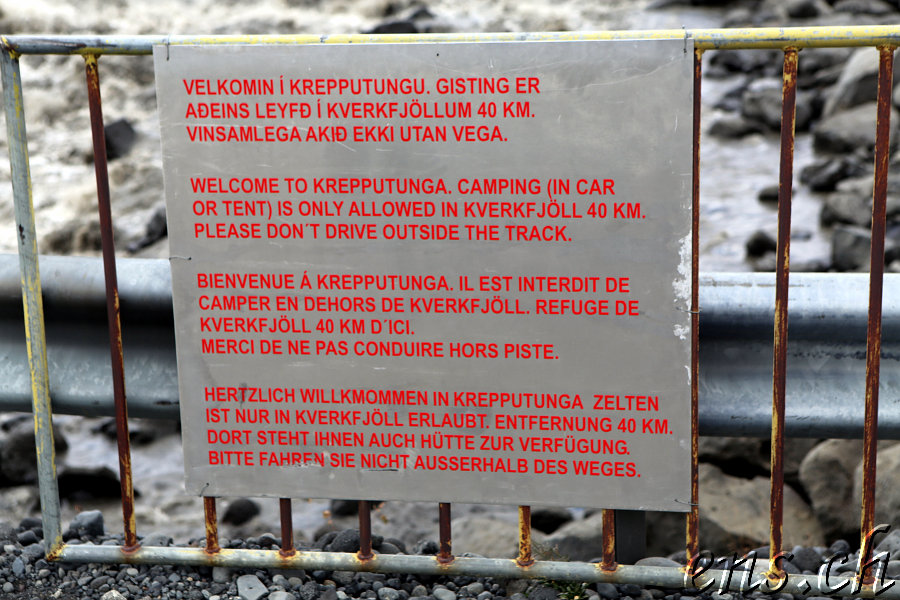 VELKOMIN Í KREPPUTUNGU. GISTING ER
AÐEINS LEYFÐ Í KVERKFJÖLLUM 40 KM.
VINSAMLEGA AKIÐ EKKI UTAN VEGA.
WELCOME TO KREPPUTUNGA. CAMPING (IN CAR
OR TENT) IS ONLY ALLOWED IN KVERKFJÖLL 40 KM.
PLEASE DON´T DRIVE OUTSIDE THE TRACK.
BIENVENUE Á KREPPUTUNGA. IL EST INTERDIT DE
CAMPER EN DEHORS DE KVERKFJÖLL. REFUGE DE
KVERKFJÖLL 40 KM D´ICI.
MERCI DE NE PAS CONDUIRE HORS PISTE.
HERTZLICH WILLKMOMMEN IN KREPPUTUNGA ZELTEN
IST NUR IN KVERKFJÖLL ERLAUBT. ENTFERNUNG 40 KM.
DORT STEHT IHNEN AUCH HÜTTE ZUR VERFÜGUNG.
BITTE FAHREN SIE NICHT AUSSERHALB DES WEGES.
ens.ch